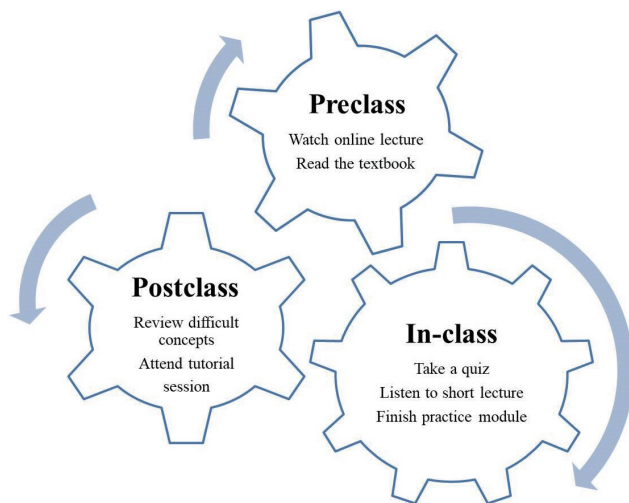 Preclass
Watch online lecture
Read the textbook
Postclass
Review difficult
concepts
Attend tutorial
session
In-class
Take a quiz
Listen to short lecture
Finish practice module